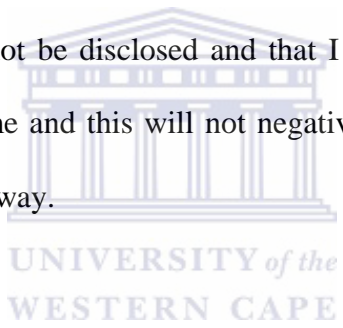 ot be disclosed and that I
ne and this will not negativ
way.
UNIVERSITY of the
WESTERN CAPE